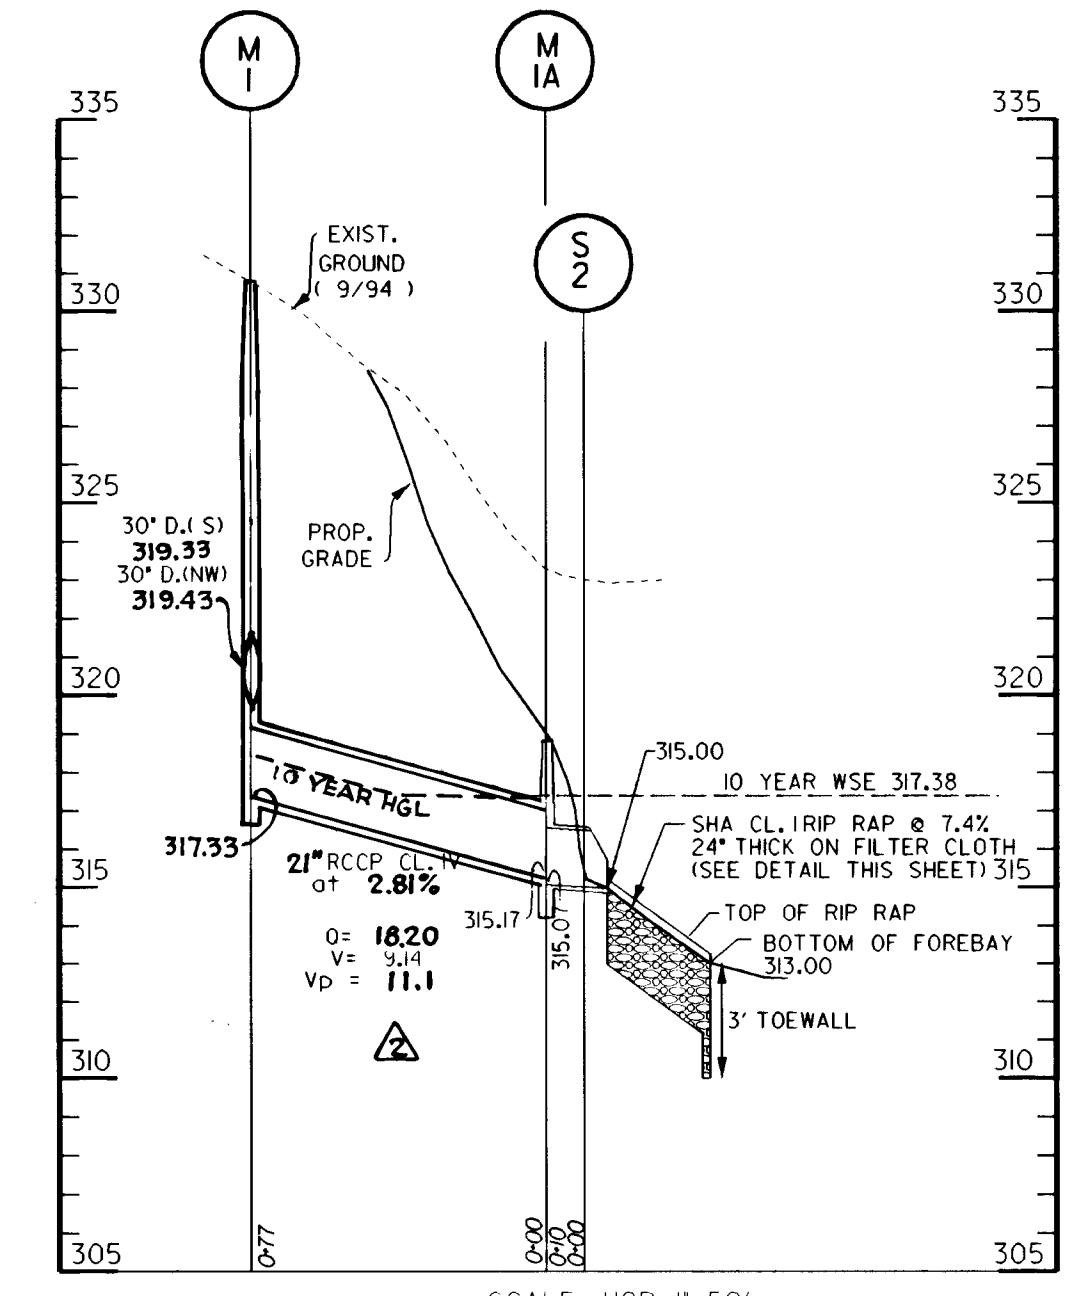 M
1
M
1A
S
2
335
335
EXIST.
GROUND
( 9/94 )
330
330
325
325
30" D.( S)
319.33
30" D.(NW)
319.43
PROP.
GRADE
320
320
315.00
10 YEAR HGL
10 YEAR WSE 317.38
317.33
SHA CL. I RIP RAP @ 7.4%
24" THICK ON FILTER CLOTH
(SEE DETAIL THIS SHEET)
315
315
21" RCCP CL. IV
at 2.81%
315.17
315.07
TOP OF RIP RAP
BOTTOM OF FOREBAY
313.00
Q= 18.20
V= 9.14
Vp = 11.1
3' TOEWALL
2
310
310
0+77
0+00
0+10
0+00
305
305